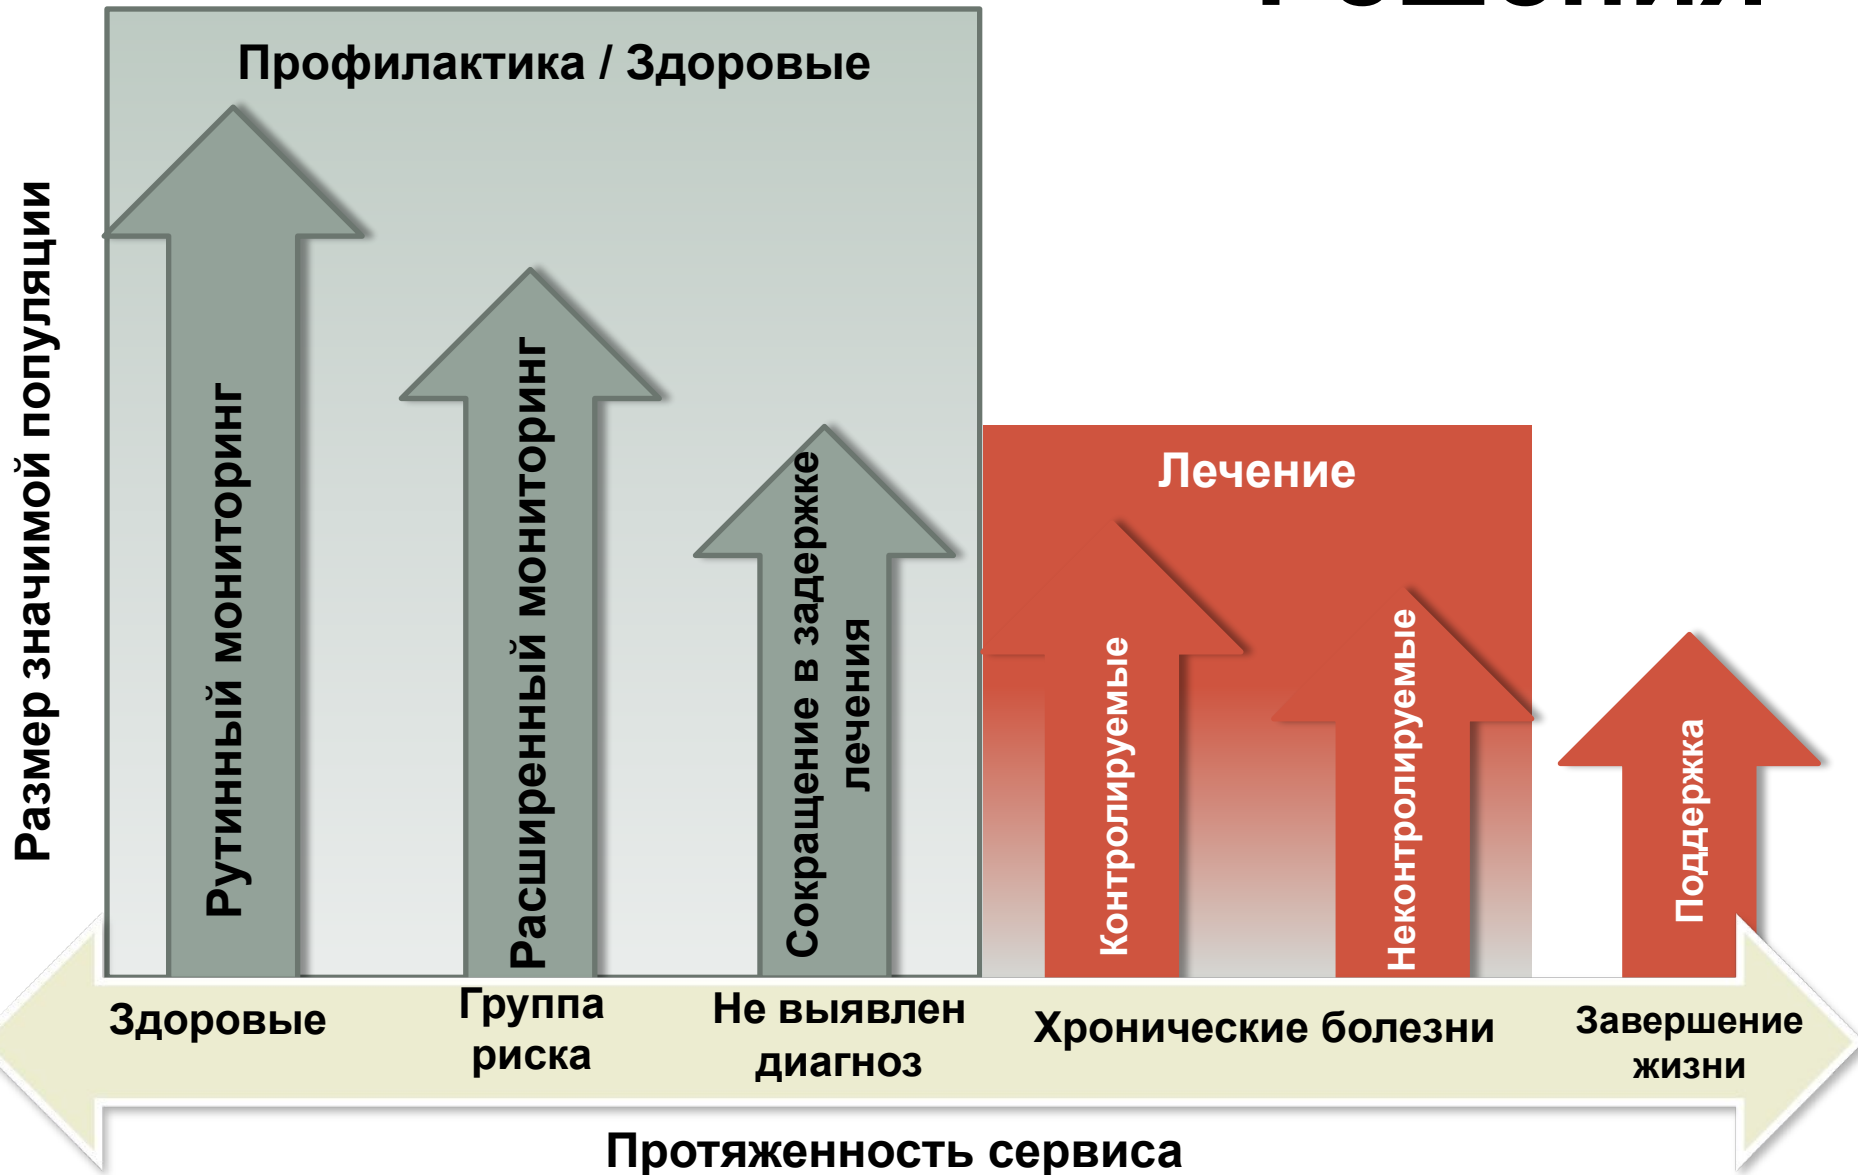 Профилактика / Здоровые
Размер значимой популяции
Рутинный мониторинг
Расширенный мониторинг
Сокращение в задержке
лечения
Лечение
Контролируемые
Неконтролируемые
Поддержка
Здоровые
Группа
риска
Не выявлен
диагноз
Хронические болезни
Завершение
жизни
Протяженность сервиса